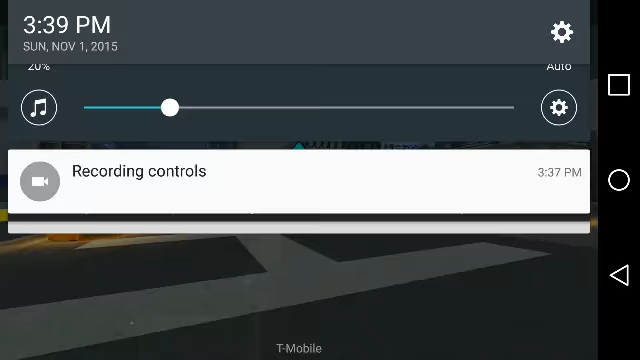 3:39 PM
SUN, NOV 1, 2015
20%
Auto
Recording controls
3:37 PM
T-Mobile